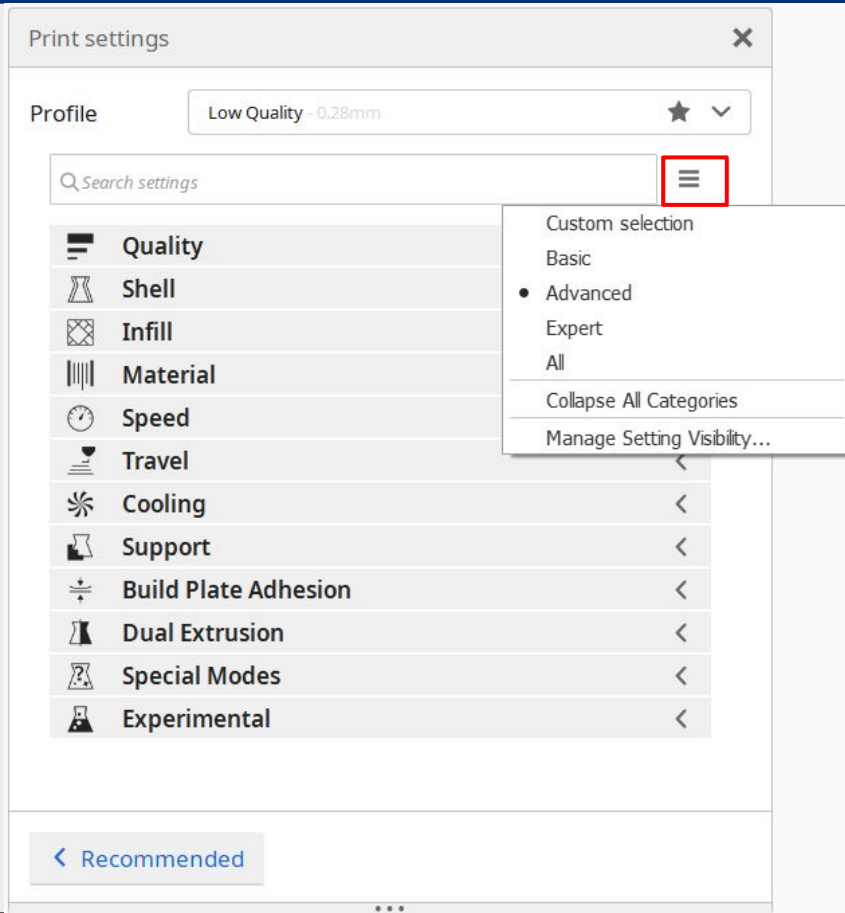 Print settings
Profile
Low Quality - 0.28mm
Search settings
Custom selection
Basic
Advanced
Expert
All
Collapse All Categories
Manage Setting Visibility...
Quality
Shell
Infill
Material
Speed
Travel
Cooling
Support
Build Plate Adhesion
Dual Extrusion
Special Modes
Experimental
Recommended